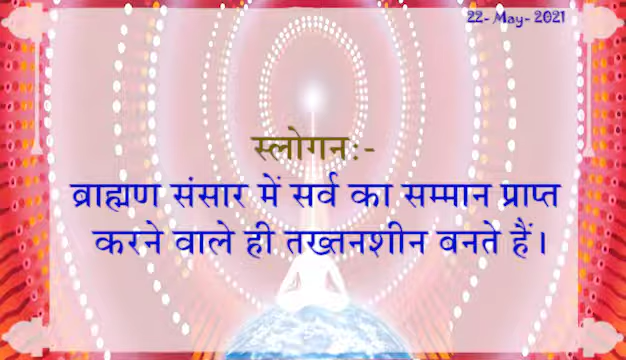 22- May- 2021
स्लोगनः-
ब्राह्मण संसार में सर्व का सम्मान प्राप्त
करने वाले ही तख्तनशीन बनते हैं।